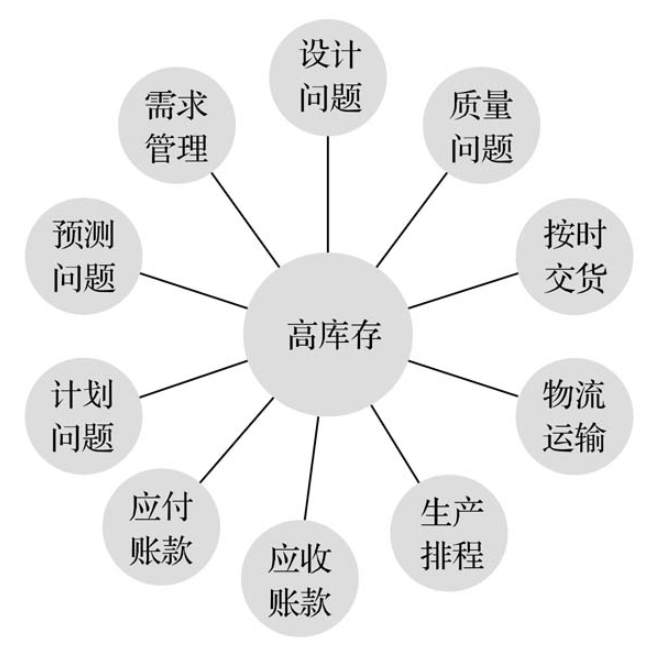 设计
问题
质量
问题
按时
交货
物流
运输
生产
排程
应收
账款
应付
账款
计划
问题
预测
问题
需求
管理
高库存